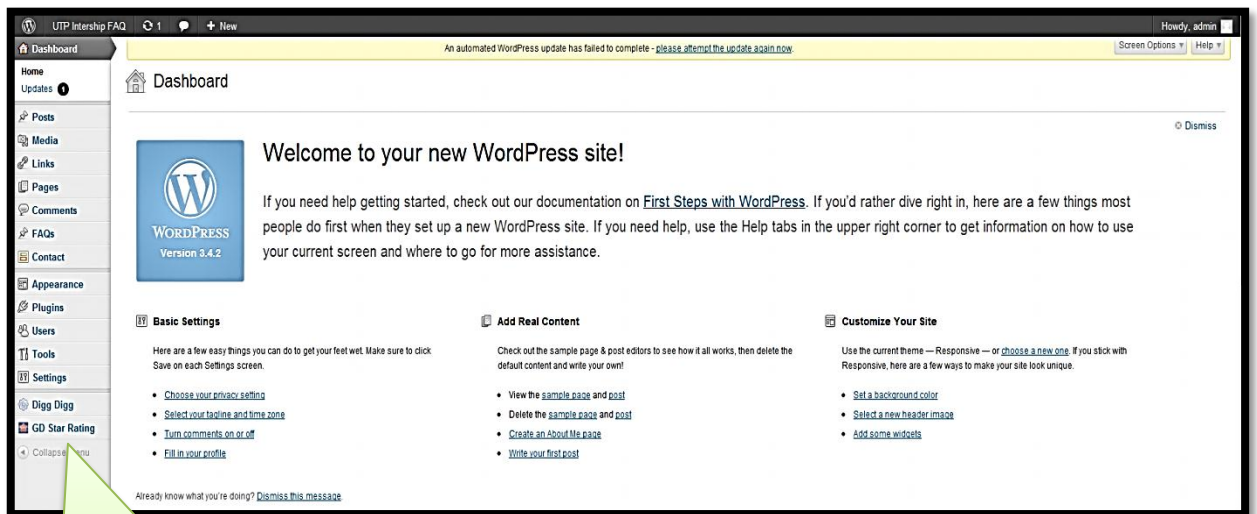 UTP Intership FAQ 1 + New Howdy, admin
Dashboard
Home
Updates 1
Posts
Media
Links
Pages
Comments
FAQs
Contact
Appearance
Plugins
Users
Tools
Settings
Digg Digg
GD Star Rating
Collapse
An automated WordPress update has failed to complete - please attempt the update again now.
Screen Options Help
Dashboard
Dismiss
WORDPRESS
Version 3.4.2
Welcome to your new WordPress site!
If you need help getting started, check out our documentation on First Steps with WordPress. If you'd rather dive right in, here are a few things most
people do first when they set up a new WordPress site. If you need help, use the Help tabs in the upper right corner to get information on how to use
your current screen and where to go for more assistance.
Basic Settings
Here are a few easy things you can do to get your feet wet. Make sure to click
Save on each Settings screen.
• Choose your privacy setting
• Select your tagline and time zone
• Turn comments on or off
• Fill in your profile
Add Real Content
Check out the sample page & post editors to see how it all works, then delete the
default content and write your own!
• View the sample page and post
• Delete the sample page and post
• Create an About Me page
• Write your first post
Customize Your Site
Use the current theme — Responsive — or choose a new one. If you stick with
Responsive, here are a few ways to make your site look unique.
• Set a background color
• Select a new header image
• Add some widgets
Already know what you're doing? Dismiss this message.